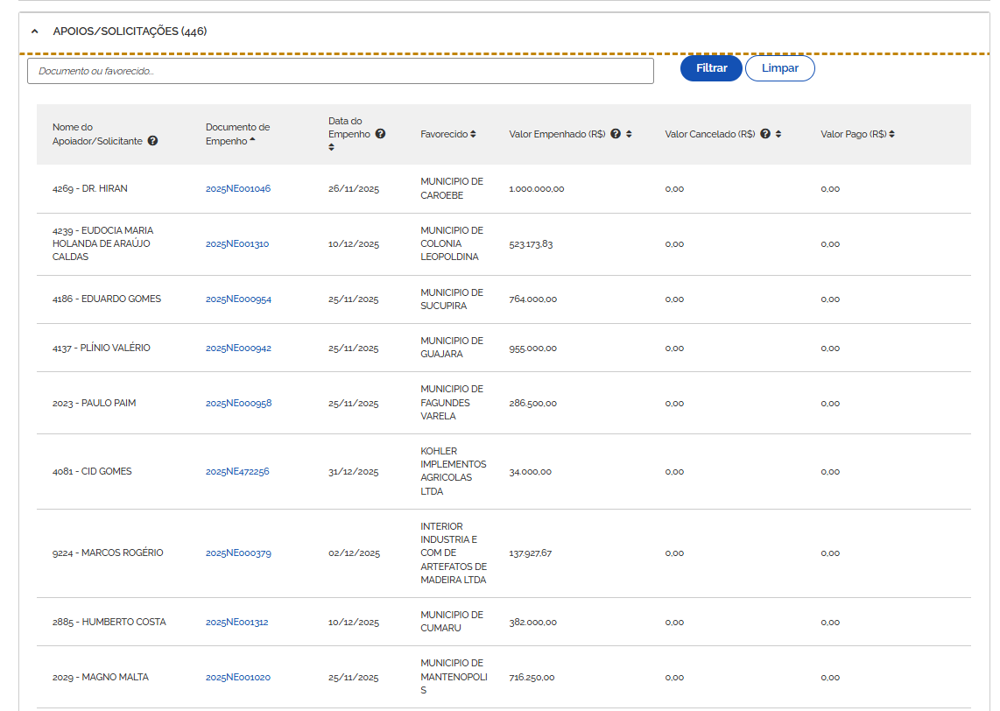 APOIOS/SOLICITAÇÕES (446)
Documento ou favorecido...
Filtrar
Limpar
Nome do
Apoiador/Solicitante
Documento de
Empenho
Data do
Empenho
Favorecido
Valor Empenhado (R$)
Valor Cancelado (R$)
Valor Pago (R$)
4269 - DR. HIRAN
2025NE001046
26/11/2025
MUNICIPIO DE
CAROEBE
1.000.000,00
0,00
0,00
4239 - EUDOCIA MARIA
HOLANDA DE ARAÚJO
CALDAS
2025NE001310
10/12/2025
MUNICIPIO DE
COLONIA
LEOPOLDINA
523.173,83
0,00
0,00
4186 - EDUARDO GOMES
2025NE000954
25/11/2025
MUNICIPIO DE
SUCUPIRA
764.000,00
0,00
0,00
4137 - PLÍNIO VALÉRIO
2025NE000942
25/11/2025
MUNICIPIO DE
GUAJARA
955.000,00
0,00
0,00
2023 - PAULO PAIM
2025NE000958
25/11/2025
MUNICIPIO DE
FAGUNDES
VARELA
286.500,00
0,00
0,00
4081 - CID GOMES
2025NE472256
31/12/2025
KOHLER
IMPLEMENTOS
AGRICOLAS
LTDA
34.000,00
0,00
0,00
9224 - MARCOS ROGÉRIO
2025NE000379
02/12/2025
INTERIOR
INDUSTRIA E
COM DE
ARTEFATOS DE
MADEIRA LTDA
137.927,67
0,00
0,00
2885 - HUMBERTO COSTA
2025NE001312
10/12/2025
MUNICIPIO DE
CUMARU
382.000,00
0,00
0,00
2029 - MAGNO MALTA
2025NE001020
25/11/2025
MUNICIPIO DE
MANTENOPOLI
S
716.250,00
0,00
0,00